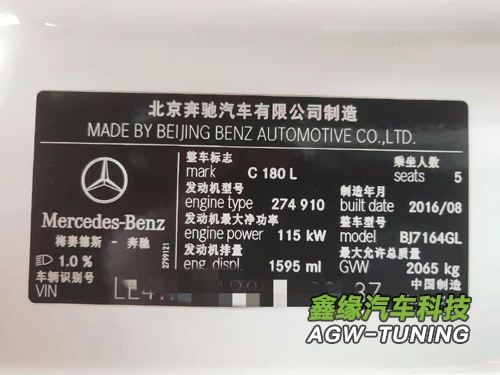 北京奔驰汽车有限公司制造
MADE BY BEIJING BENZ AUTOMOTIVE CO.,LTD.
整车标志 乘坐人数
mark C 180 L seats 5
发动机型号 制造年月
engine type 274 910 built date 2016/08
发动机最大净功率 型号
engine power 115 kW model BJ7164GL
发动机排量 最大允许总质量
eng. displ. 1595 ml GVW 2065 kg
中国制造
Mercedes-Benz
梅赛德斯 - 奔驰
1.0 %
车辆识别号
VIN
鑫缘汽车科技
AGW-TUNING